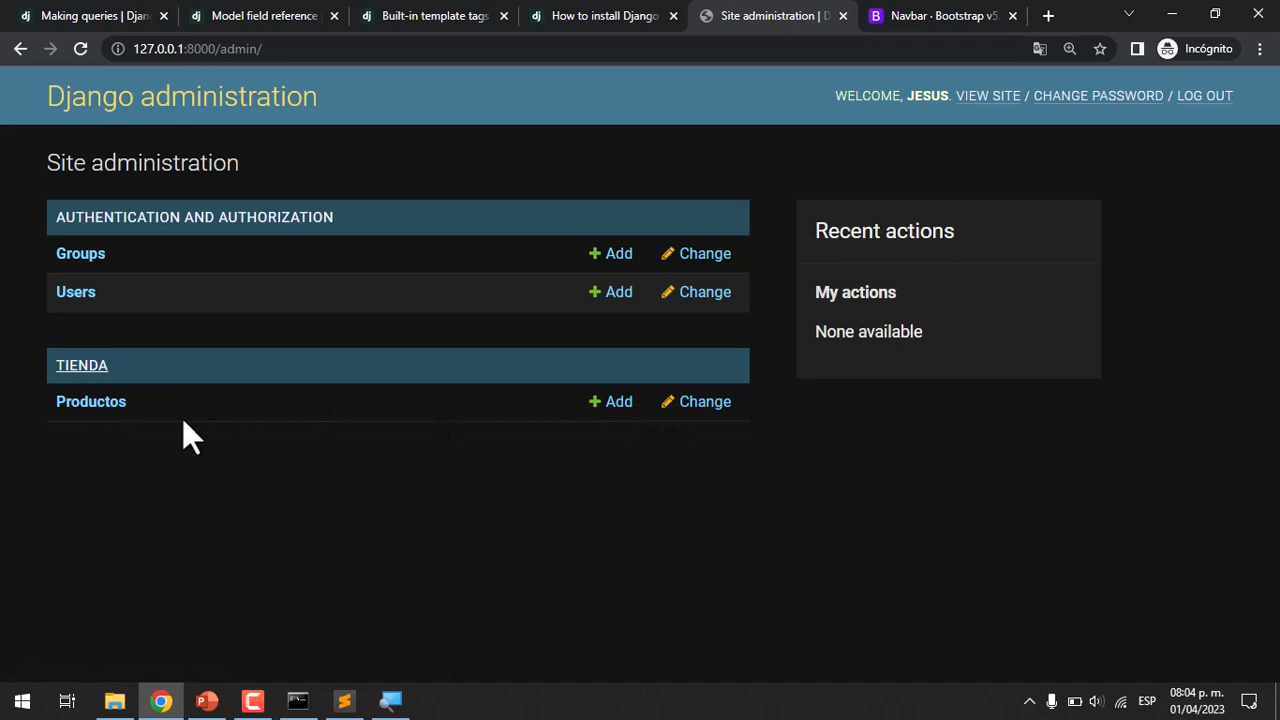 Making queries | Djan
Model field reference
Built-in template tags
How to install Django
Site administration | D
Navbar · Bootstrap v5.
127.0.0.1:8000/admin/
Incógnito
Django administration
WELCOME, JESUS. VIEW SITE / CHANGE PASSWORD / LOG OUT
Site administration
AUTHENTICATION AND AUTHORIZATION
Groups
Add
Change
Users
Add
Change
TIENDA
Productos
Add
Change
Recent actions
My actions
None available
ESP
08:04 p. m.
01/04/2023